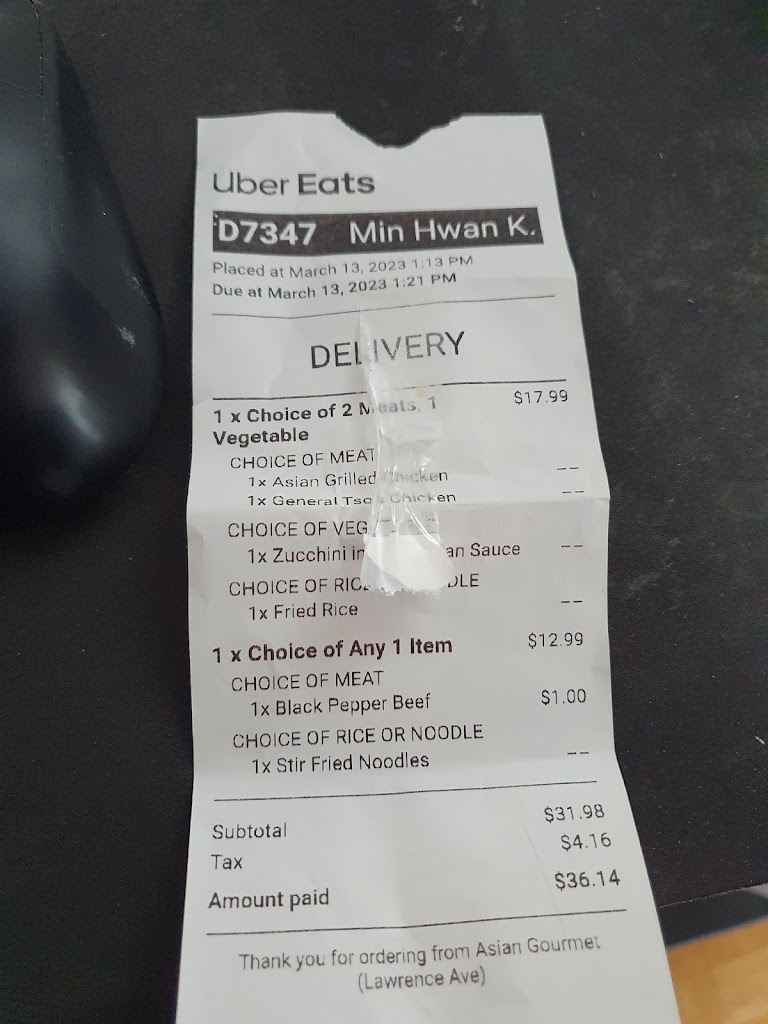 Uber Eats
D7347 Min Hwan K.
Placed at March 13, 2023 1:13 PM
Due at March 13, 2023 1:21 PM
DELIVERY
1 x Choice of 2 Meats, 1 $17.99
Vegetable
CHOICE OF MEAT
1x Asian Grilled Chicken --
1x General Tso Chicken --
CHOICE OF VEG
1x Zucchini in an Sauce --
CHOICE OF RICE DLE
1x Fried Rice --
1 x Choice of Any 1 Item $12.99
CHOICE OF MEAT
1x Black Pepper Beef $1.00
CHOICE OF RICE OR NOODLE
1x Stir Fried Noodles --
Subtotal $31.98
Tax $4.16
Amount paid $36.14
Thank you for ordering from Asian Gourmet
(Lawrence Ave)